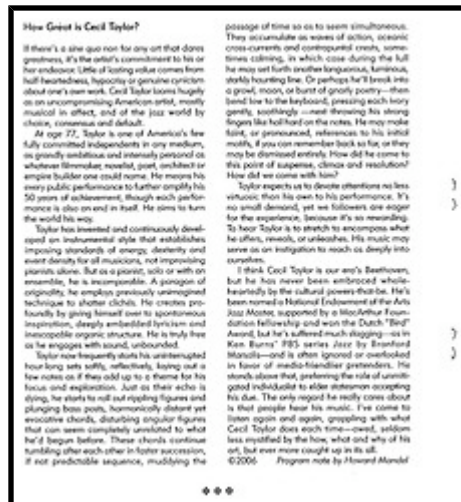 How Great is Cecil Taylor?
If there's a sine qua non for any art that dares
greatness, it's the artist's commitment to his or
her endeavor. Little of lasting value comes from
half-heartedness, hypocrisy or genuine cynicism
about one's own work. Cecil Taylor looms hugely
as an uncompromising American artist, mostly
musical in affect, and of the jazz world by
choice, consensus and default.
At age 77, Taylor is one of America's few
fully committed independents in any medium,
as grandly ambitious and intensely personal as
whatever filmmaker, novelist, poet, architect or
empire builder one could name. He means his
every public performance to further amplify his
50 years of achievement, though each perfor-
mance is also an end in itself. He aims to turn
the world his way.
Taylor has invented and continuously devel-
oped an instrumental style that establishes
imposing standards of energy, dexterity and
event density for all musicians, not improvising
pianists alone. But as a pianist, solo or with an
ensemble, he is incomparable. A paragon of
originality, he employs previously unimagined
technique to shatter clichés. He creates pro-
foundly by giving himself over to spontaneous
inspiration, deeply embedded lyricism and
inescapable organic structure. He is truly free
as he engages with sound, unbounded.
Taylor now frequently starts his uninterrupted
hour-long sets softly, reflectively, laying out a
few notes as if they add up to a theme for his
focus and exploration. Just as their echo is
dying, he starts to roll out rippling figures and
plunging bass posts, harmonically distant yet
evocative chords, disturbing angular figures
that can seem completely unrelated to what
he'd begun before. These chords continue
tumbling after each other in faster succession,
if not predictable sequence, muddying the
passage of time so as to seem simultaneous.
They accumulate as waves of action, oceanic
cross-currents and contrapuntal crests, some-
times calming, in which case during the lull
he may set forth another languorous, luminous,
starkly haunting line. Or perhaps he'll break into
a growl, moan, or burst of gnarly poetry—then
bend low to the keyboard, pressing each ivory
gently, soothingly —and throwing his strong
fingers like hail hard on the notes. He may make
faint, or pronounced, references to his initial
motifs, if you can remember back so far, or they
may be dismissed entirely. How did he come to
this point of suspense, climax and resolution?
How did we come with him?
Taylor expects us to devote attentions no less
virtuosic than his own to his performance. It's
no small demand, yet we followers are eager
for the experience, because it's so rewarding.
To hear Taylor is to stretch to encompass what
he offers, reveals, or unleashes. His music may
serve as an instigation to reach as deeply into
ourselves.
I think Cecil Taylor is our era's Beethoven,
but he has never been embraced whole-
heartedly by the cultural powers-that-be. He's
been named a National Endowment of the Arts
Jazz Master, supported by a MacArthur Foun-
dation fellowship and won the Dutch "Bird"
Award, but he's suffered much slagging—as in
Ken Burns' PBS series Jazz by Branford
Marsalis—and is often ignored or overlooked
in favor of media-friendlier pretenders. He
stands above that, preferring the role of unmiti-
gated individualist to elder statesman accepting
his due. The only regard he really cares about
is that people hear his music. I've come to
listen again and again, grappling with what
Cecil Taylor does each time—awed, seldom
less mystified by the how, what and why of his
art, but ever more caught up in its all.
©2006 Program note by Howard Mandel